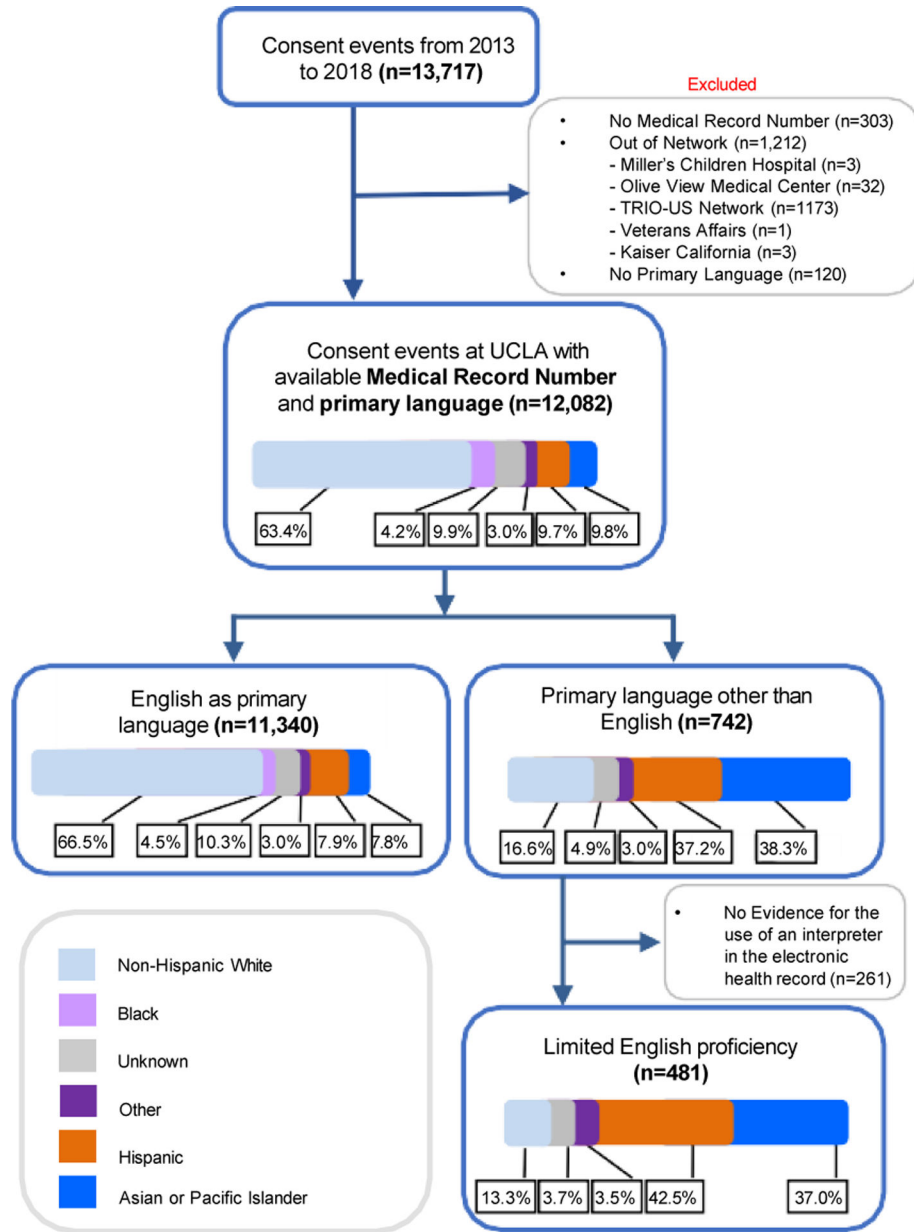 Consent events from 2013
to 2018 (n=13,717)
Excluded
• No Medical Record Number (n=303)
• Out of Network (n=1,212)
- Miller's Children Hospital (n=3)
- Olive View Medical Center (n=32)
- TRIO-US Network (n=1173)
- Veterans Affairs (n=1)
- Kaiser California (n=3)
• No Primary Language (n=120)
Consent events at UCLA with
available Medical Record Number
and primary language (n=12,082)
63.4% 4.2% 9.9% 3.0% 9.7% 9.8%
English as primary
language (n=11,340)
66.5% 4.5% 10.3% 3.0% 7.9% 7.8%
Primary language other than
English (n=742)
16.6% 4.9% 3.0% 37.2% 38.3%
• No Evidence for the
use of an interpreter
in the electronic
health record (n=261)
Limited English proficiency
(n=481)
13.3% 3.7% 3.5% 42.5% 37.0%
Non-Hispanic White
Black
Unknown
Other
Hispanic
Asian or Pacific Islander